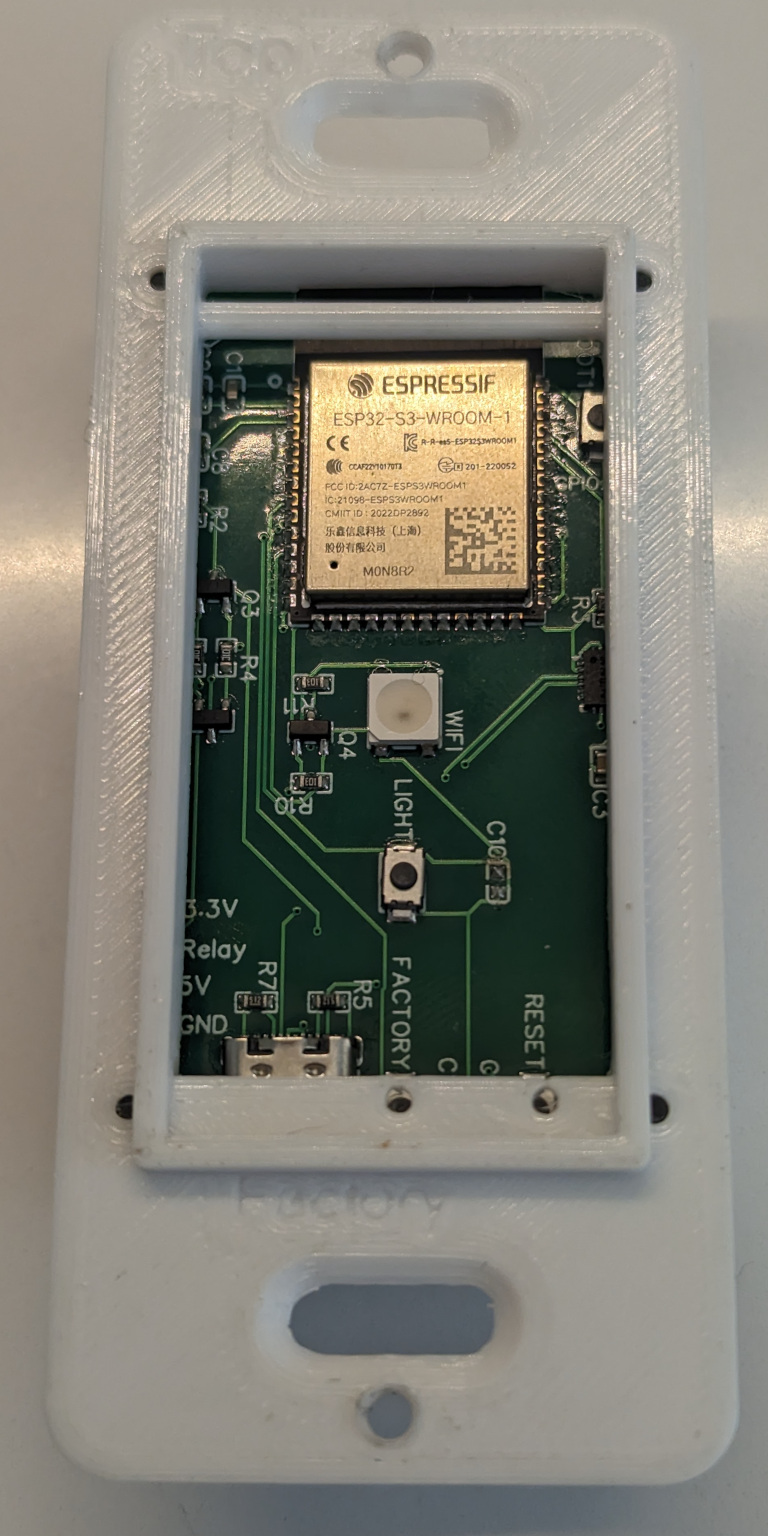 Top
ESPRESSIF
ESP32-S3-WROOM-1
CE
R-R-es5-ESP32S3WROOM1
CCAF22Y10170T3
201-220052
FCC ID:2AC7Z-ESPS3WROOM1
IC:21098-ESPS3WROOM1
CMIIT ID : 2022DP2892
乐鑫信息科技（上海）
股份有限公司
M0N8R2
C1
R2
Q3
R4
R3
C3
R11
Q4
R10
WIFI
LIGHT
C10
3.3V
Relay
5V
GND
R7
R5
FACTORY
RESET
Factory